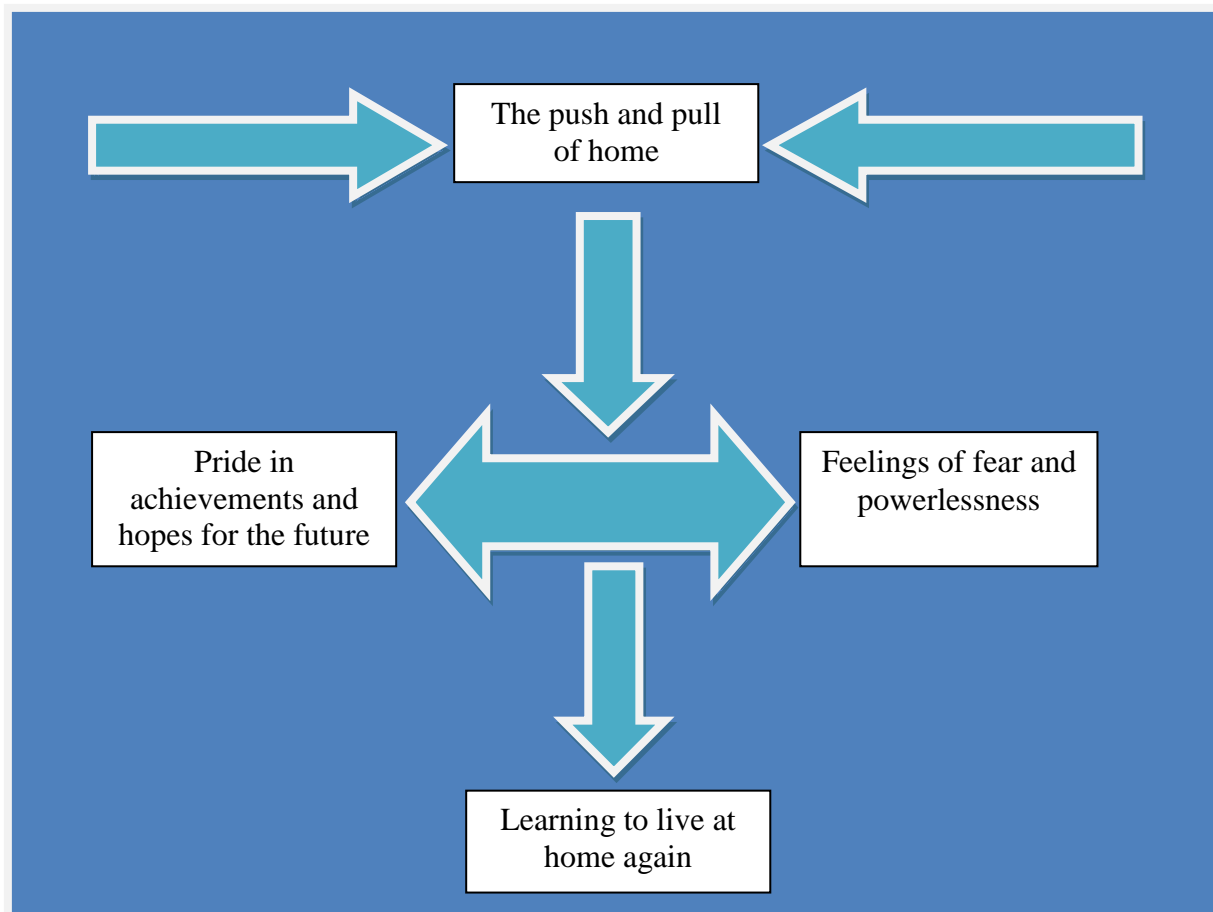 The push and pull
of home
Pride in
achievements and
hopes for the future
Feelings of fear and
powerlessness
Learning to live at
home again